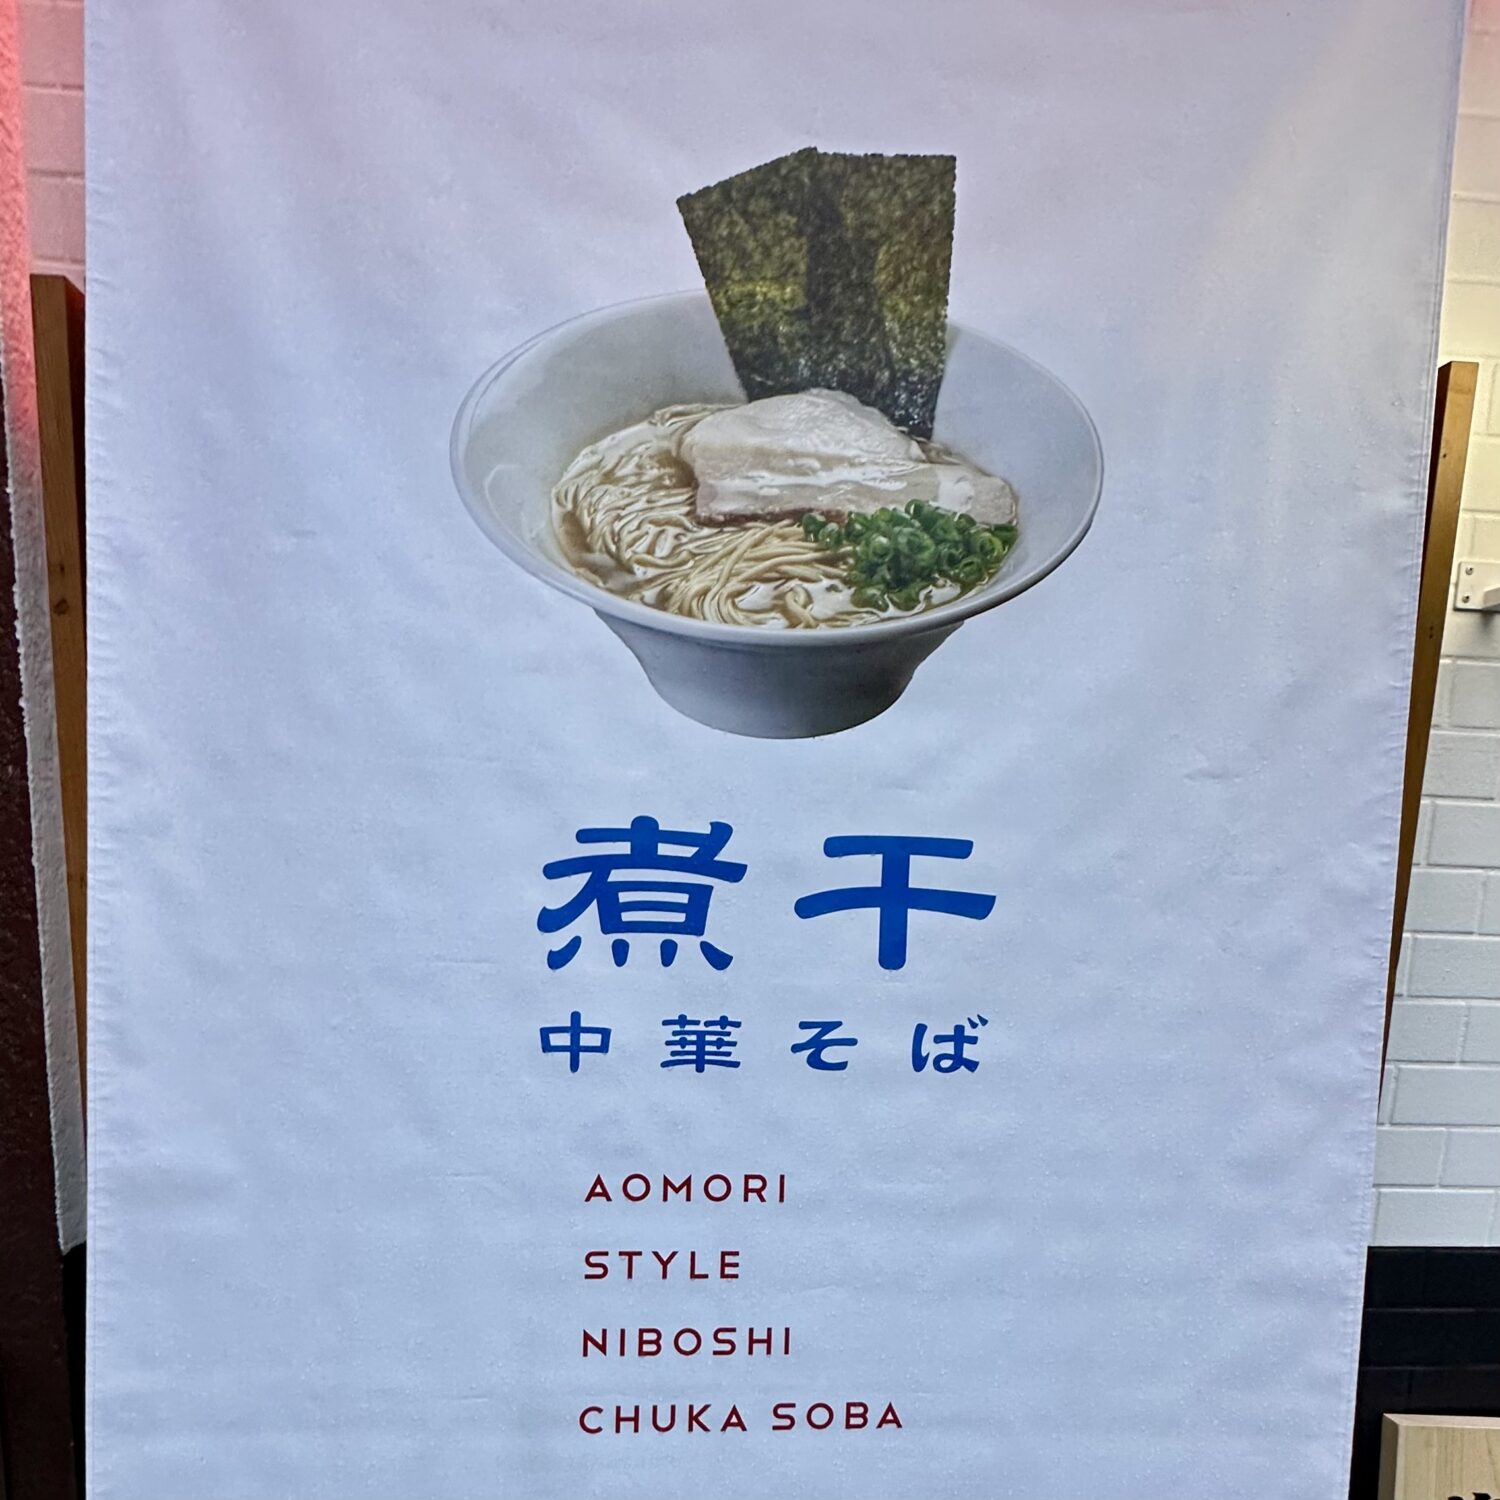 煮干
中華そば
AOMORI
STYLE
NIBOSHI
CHUKA SOBA